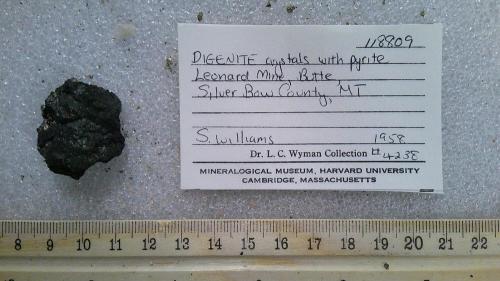 118809
DIGENITE crystals with pyrite
Leonard Mine, Butte,
Silver Bow County, MT
S. Williams 1958
Dr. L. C. Wyman Collection # 4238
MINERALOGICAL MUSEUM, HARVARD UNIVERSITY
CAMBRIDGE, MASSACHUSETTS
8 9 10 11 12 13 14 15 16 17 18 19 20 21 22